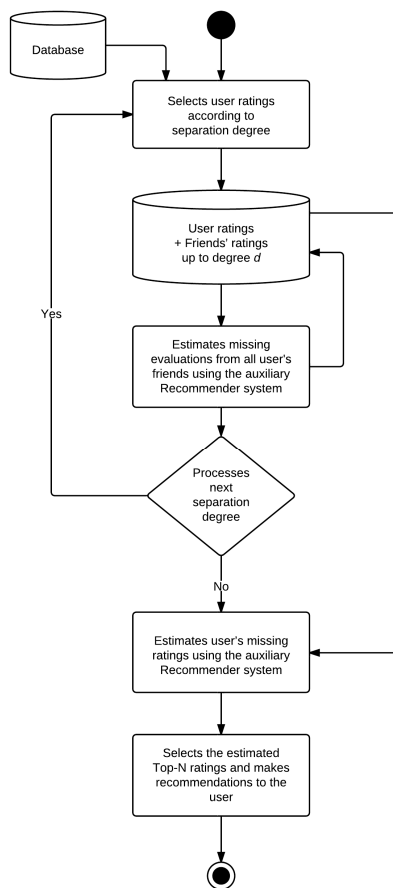 Database
Selects user ratings
according to
separation degree
User ratings
+ Friends' ratings
up to degree d
Yes
Estimates missing
evaluations from all user's
friends using the auxiliary
Recommender system
Processes
next
separation
degree
No
Estimates user's missing
ratings using the auxiliary
Recommender system
Selects the estimated
Top-N ratings and makes
recommendations to the
user